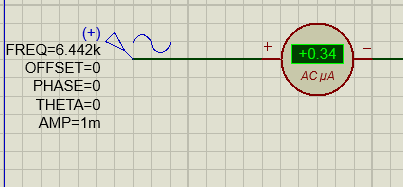 (+)
FREQ=6.442k
OFFSET=0
PHASE=0
THETA=0
AMP=1m
+
+0.34
−
AC µA